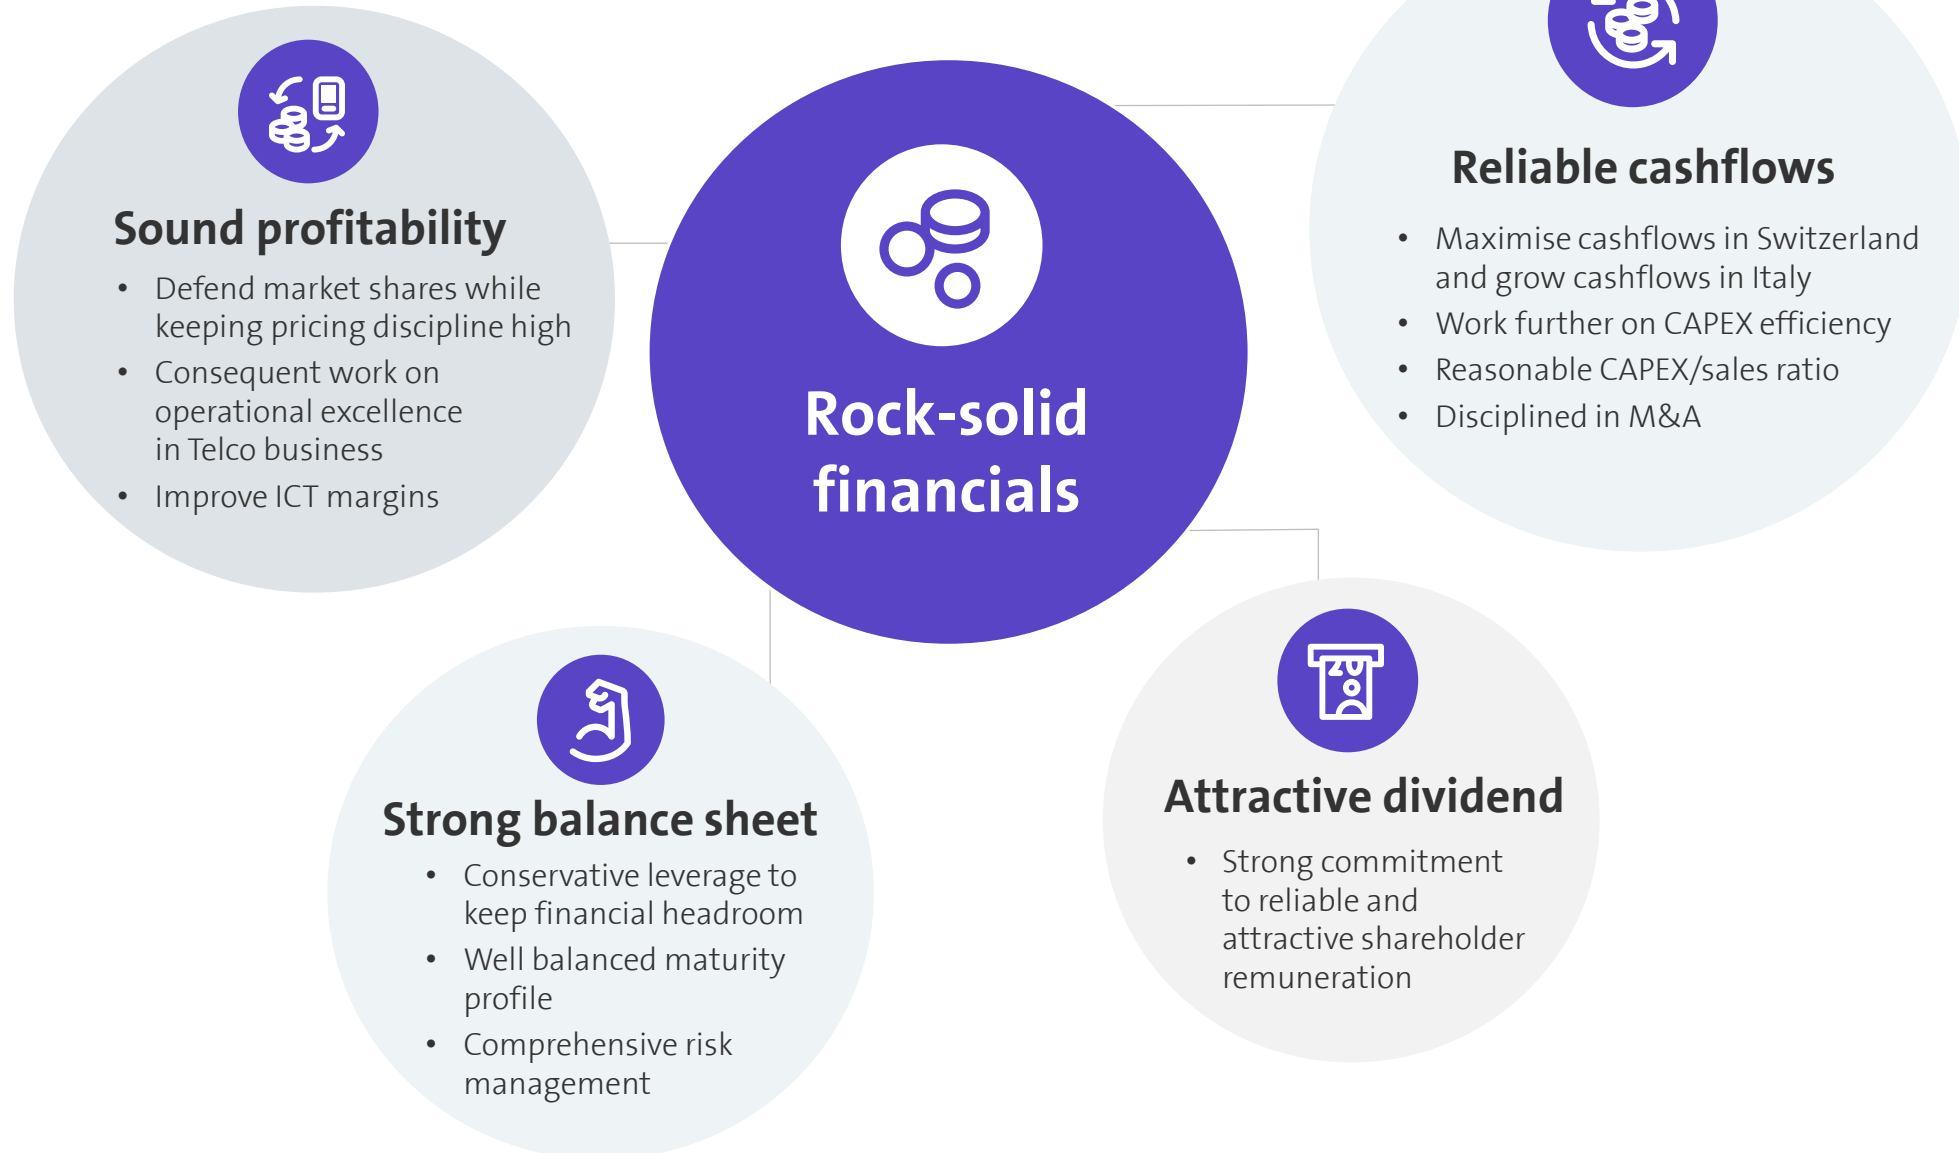 Sound profitability
• Defend market shares while
keeping pricing discipline high
• Consequent work on
operational excellence
in Telco business
• Improve ICT margins
Rock-solid
financials
Reliable cashflows
• Maximise cashflows in Switzerland
and grow cashflows in Italy
• Work further on CAPEX efficiency
• Reasonable CAPEX/sales ratio
• Disciplined in M&A
Strong balance sheet
• Conservative leverage to
keep financial headroom
• Well balanced maturity
profile
• Comprehensive risk
management
20
Attractive dividend
• Strong commitment
to reliable and
attractive shareholder
remuneration